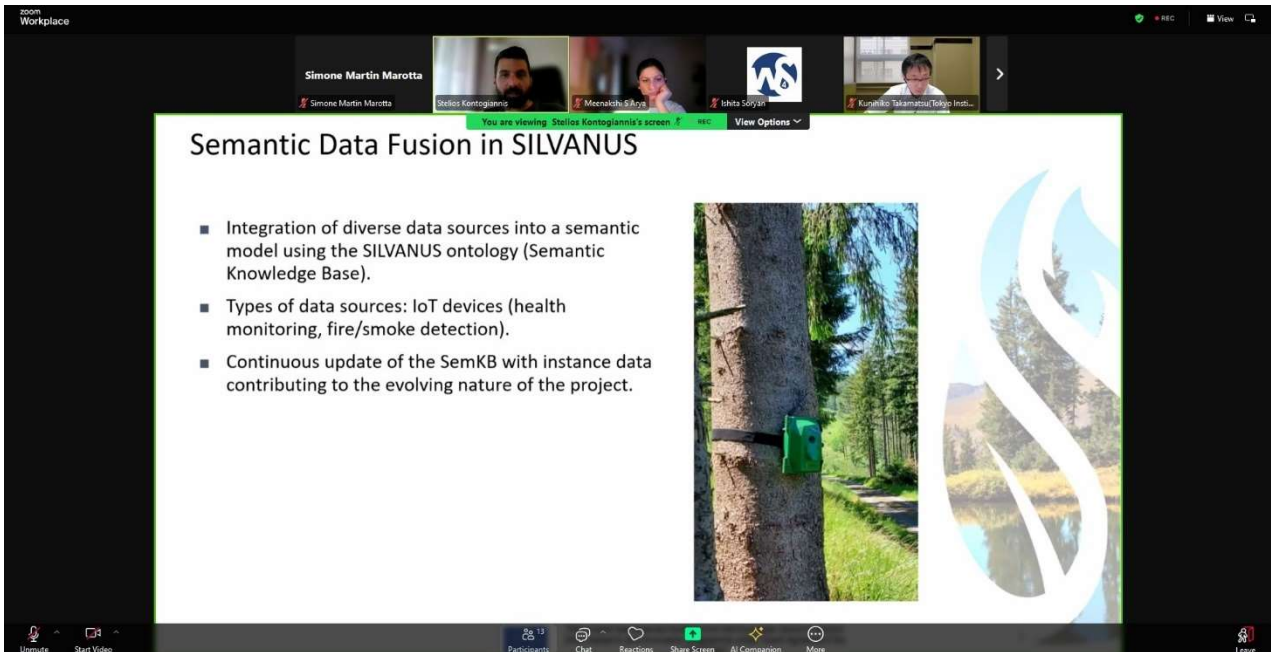 zoom
Workplace
REC
View
Simone Martin Marotta
Simone Martin Marotta
Stelios Kontogiannis
Meenakshi S Arya
WS
Ishita Soryan
Kunihiko Takamatsu(Tokyo Insti...
You are viewing Stelios Kontogiannis's screen
REC
View Options
Semantic Data Fusion in SILVANUS
■ Integration of diverse data sources into a semantic
model using the SILVANUS ontology (Semantic
Knowledge Base).
■ Types of data sources: IoT devices (health
monitoring, fire/smoke detection).
■ Continuous update of the SemKB with instance data
contributing to the evolving nature of the project.
Unmute
Start Video
13
Participants
Chat
Reactions
Share Screen
AI Companion
More
Leave